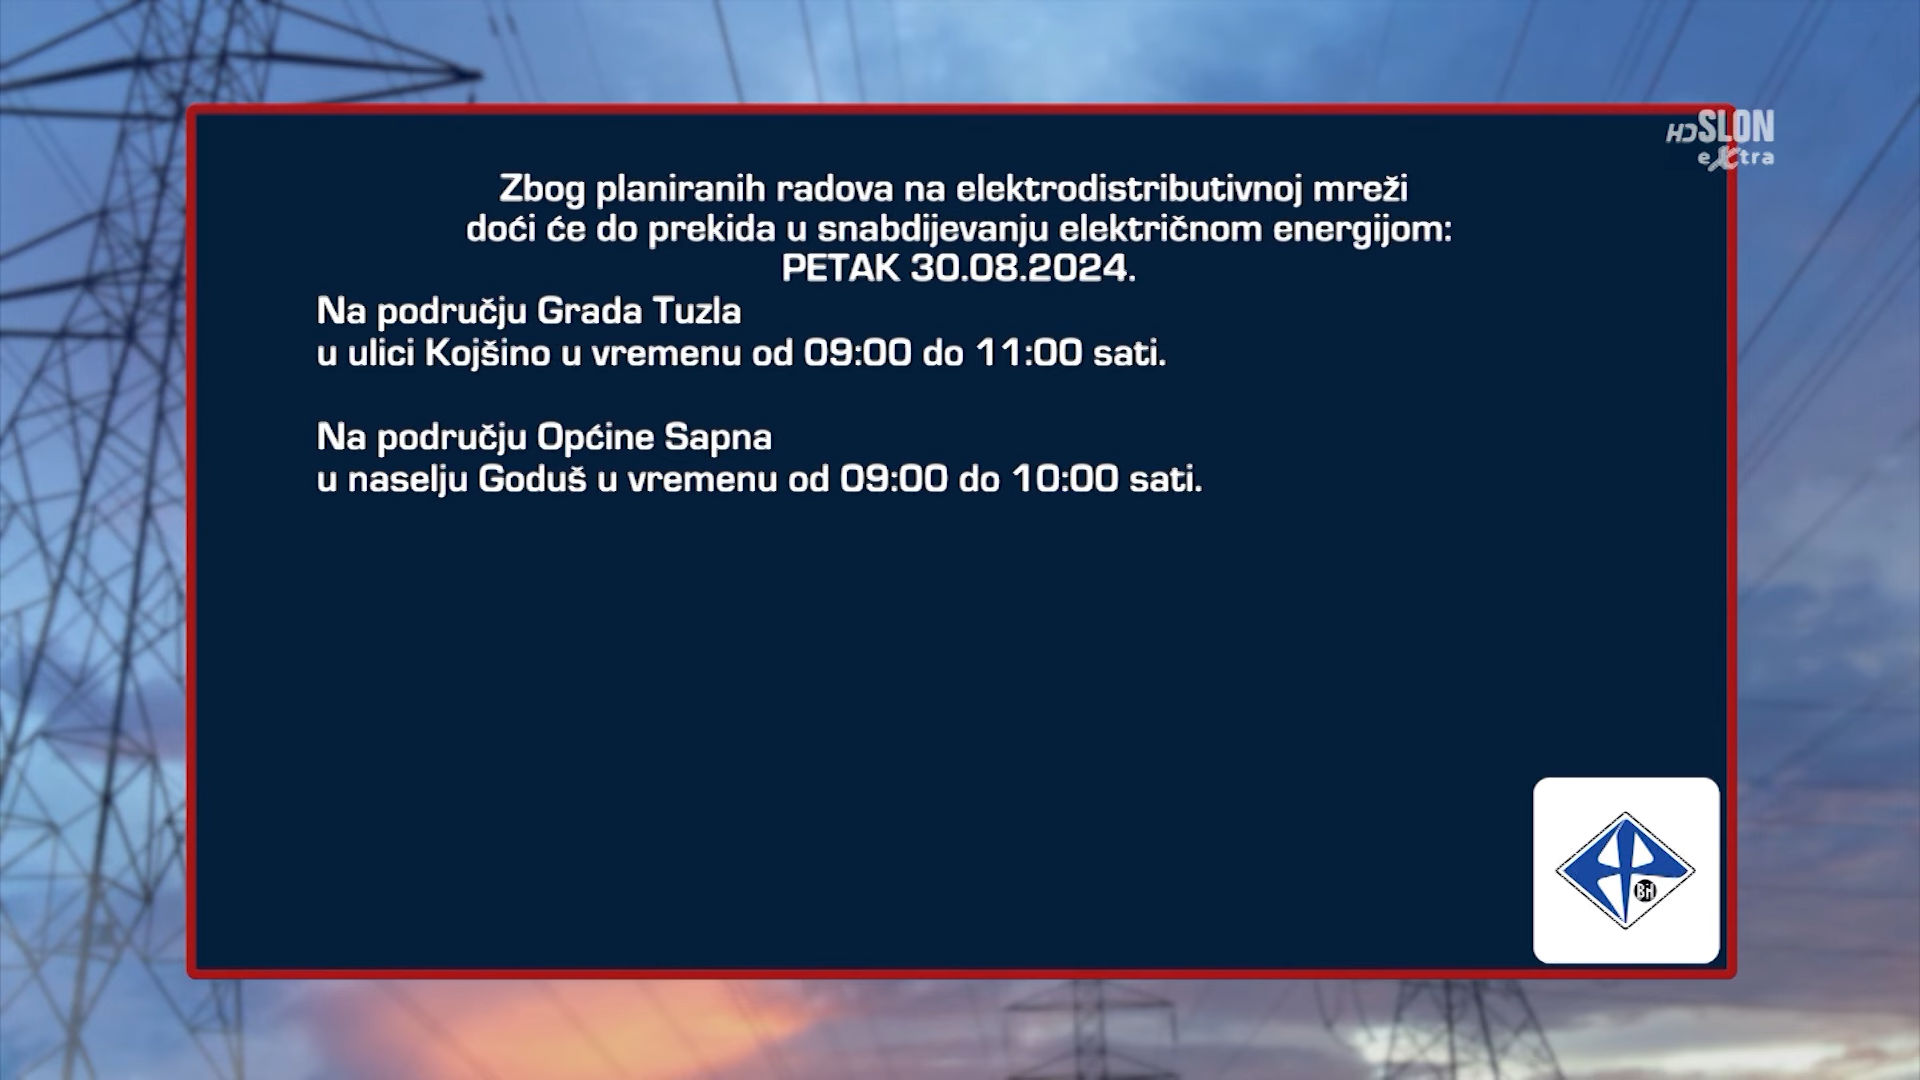 HD SLON
eXtra
Zbog planiranih radova na elektrodistributivnoj mreži
doći će do prekida u snabdijevanju električnom energijom:
PETAK 30.08.2024.
Na području Grada Tuzla
u ulici Kojšino u vremenu od 09:00 do 11:00 sati.
Na području Općine Sapna
u naselju Goduš u vremenu od 09:00 do 10:00 sati.
BiH